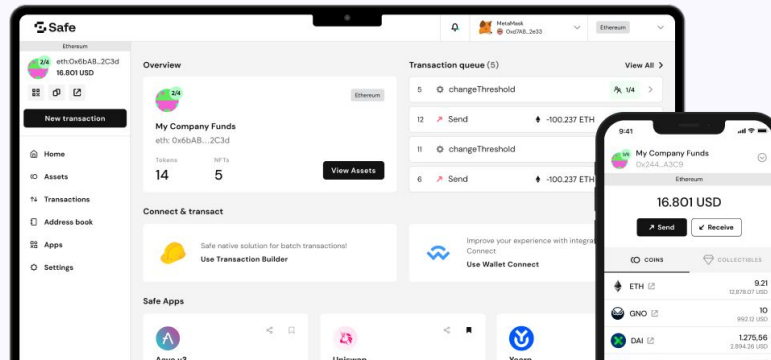 Safe
MetaMask
0xd7AB...2e33
Ethereum
Ethereum
2/4
eth:0x6bAB...2C3d
16.801 USD
New transaction
Home
Assets
Transactions
Address book
Apps
Settings
Overview
2/4
Ethereum
My Company Funds
eth: 0x6bAB...2C3d
Tokens
NFTs
14
5
View Assets
Transaction queue (5)
View All
5
changeThreshold
1/4
12
Send
-100.237 ETH
11
changeThreshold
6
Send
-100.237 ETH
Connect & transact
Safe native solution for batch transactions!
Use Transaction Builder
Improve your experience with integra
Connect
Use Wallet Connect
Safe Apps
Aave v3
Uniswap
Yearn
9:41
My Company Funds
0x244...A3C9
Ethereum
16.801 USD
Send
Receive
COINS
COLLECTIBLES
ETH
9.21
12,878.07 USD
GNO
10
992.12 USD
DAI
1.275,56
2,894.26 USD